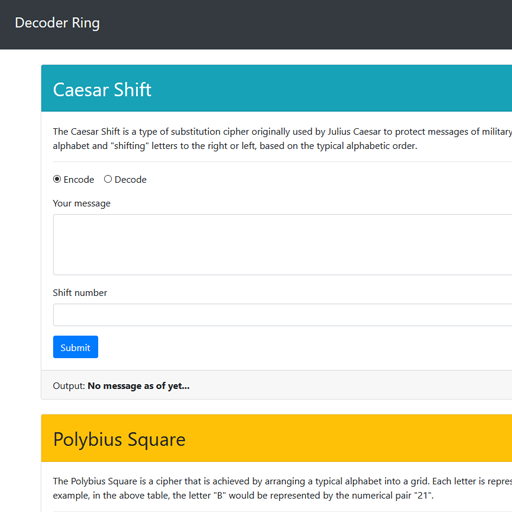 Decoder Ring
Caesar Shift
The Caesar Shift is a type of substitution cipher originally used by Julius Caesar to protect messages of military
alphabet and "shifting" letters to the right or left, based on the typical alphabetic order.
Encode Decode
Your message
Shift number
Submit
Output: No message as of yet...
Polybius Square
The Polybius Square is a cipher that is achieved by arranging a typical alphabet into a grid. Each letter is
example, in the above table, the letter "B" would be represented by the numerical pair "21".